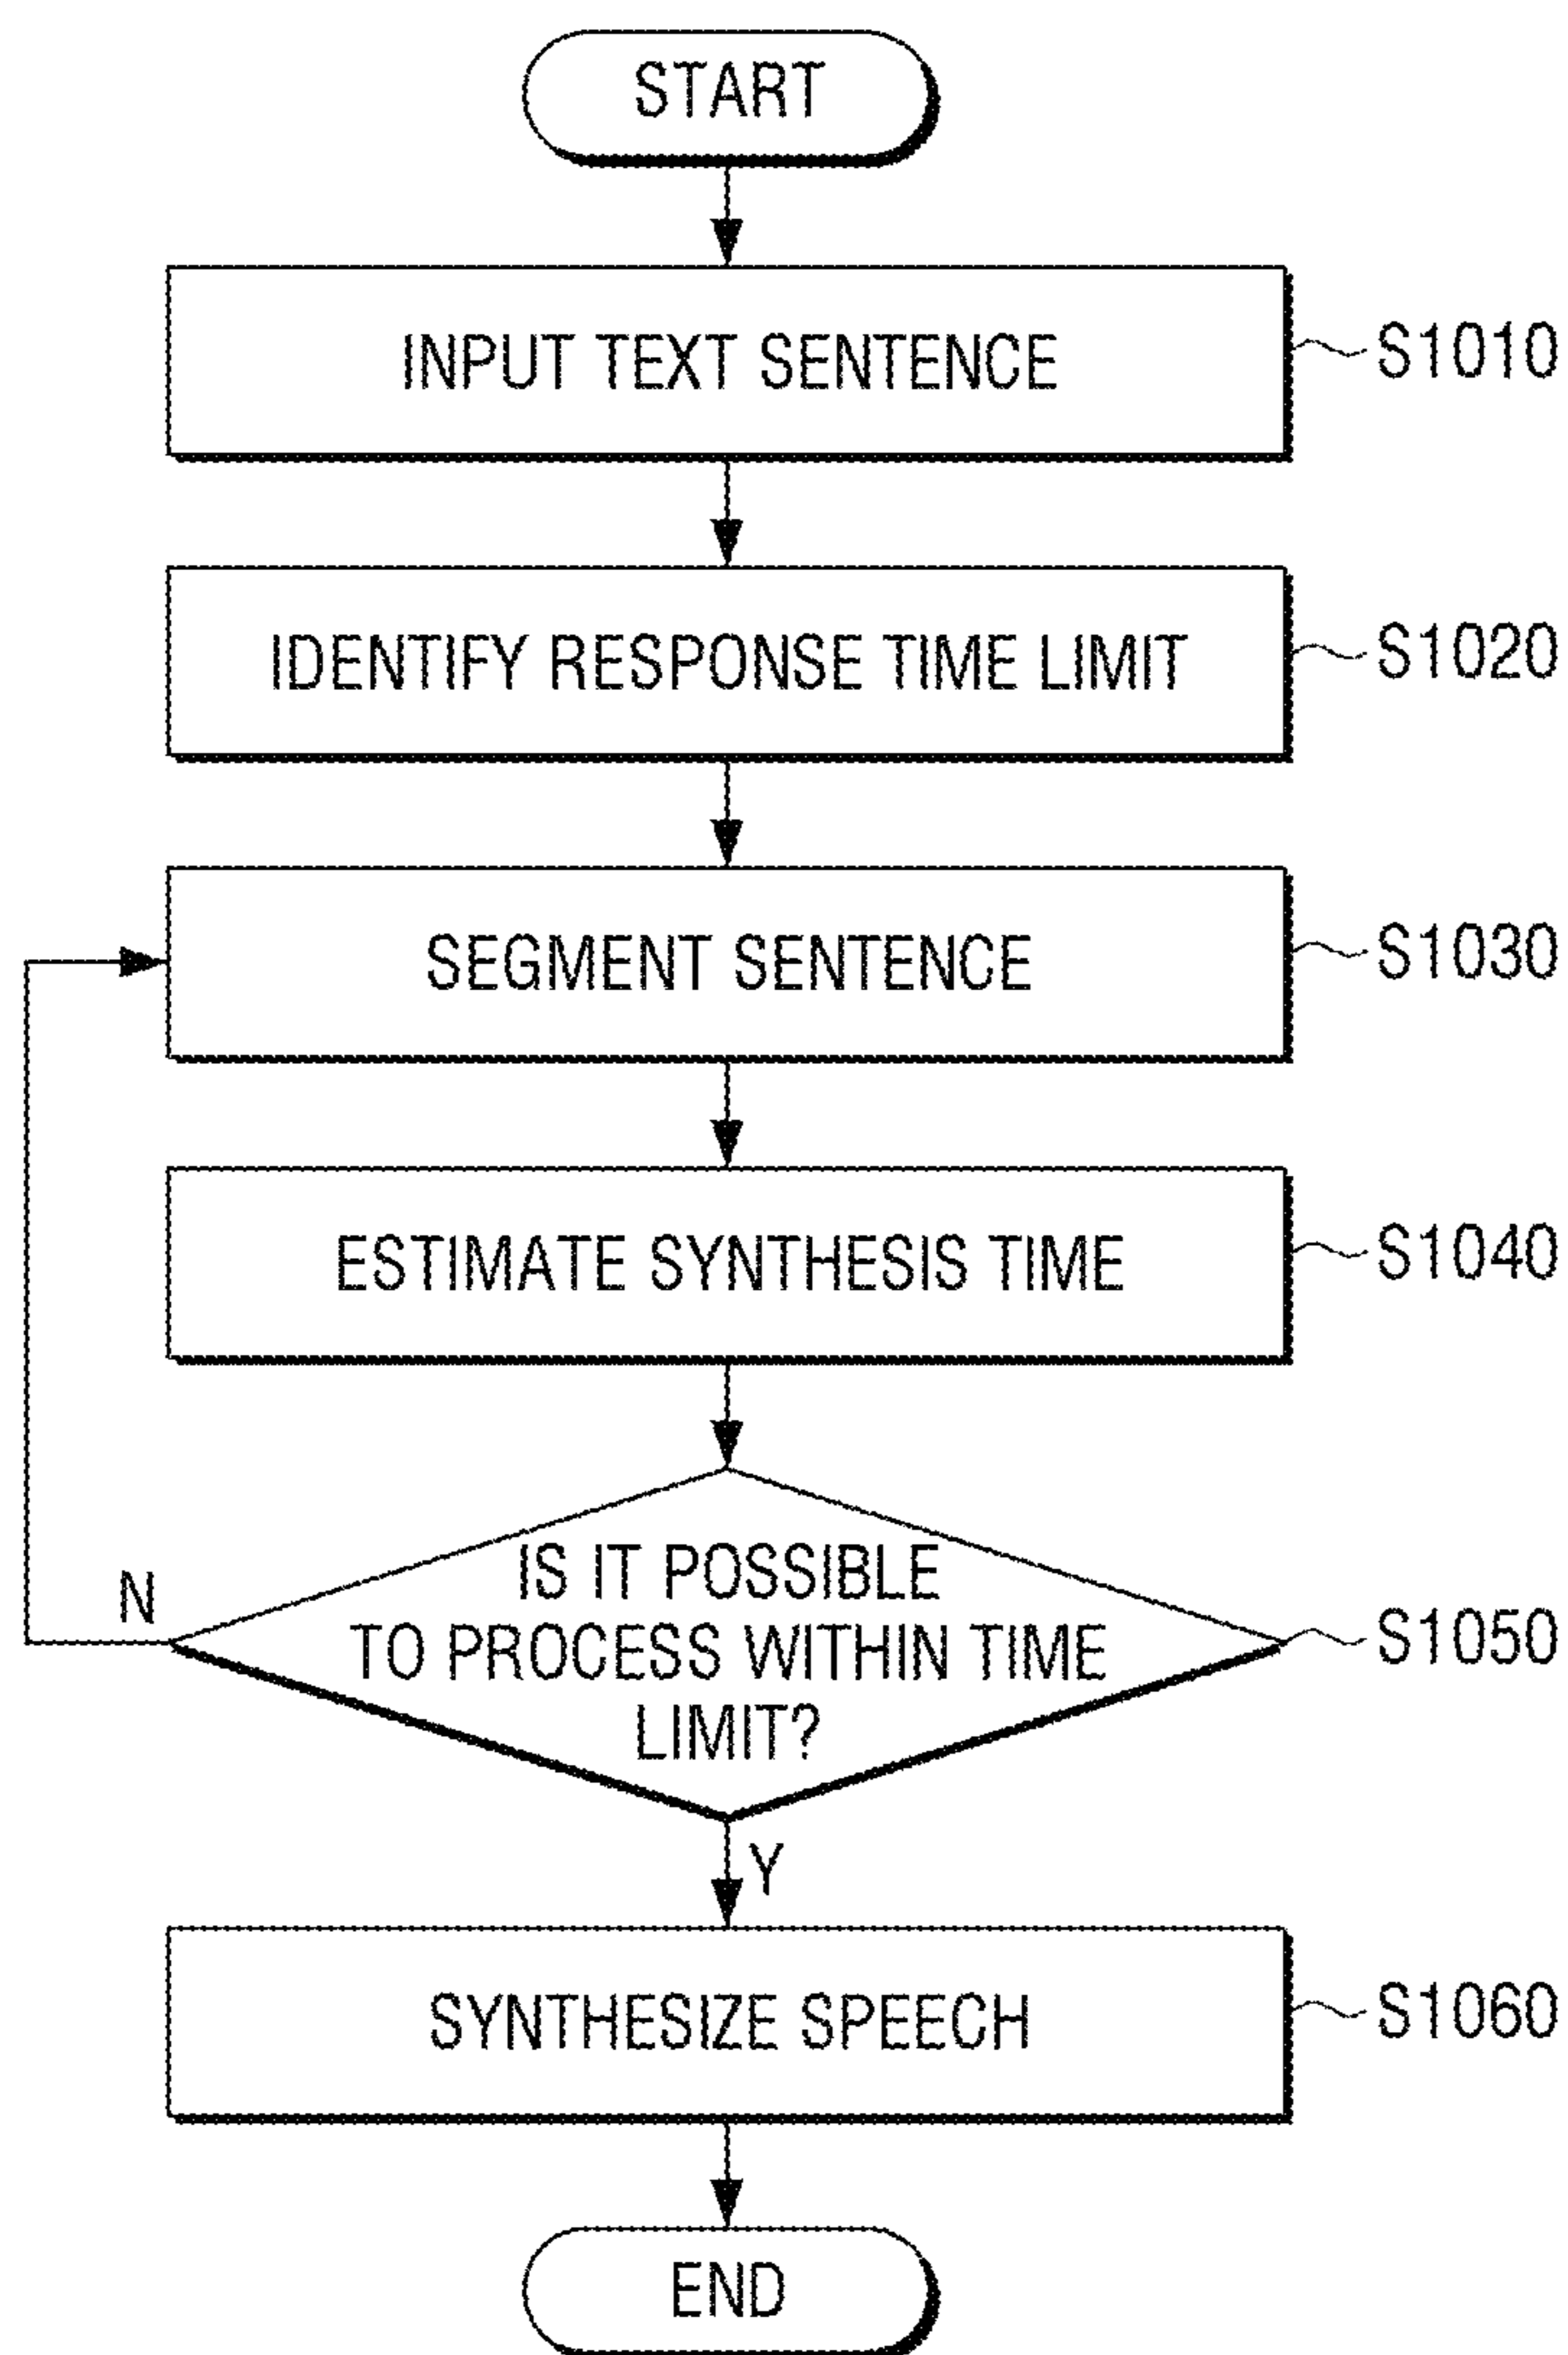 START
INPUT TEXT SENTENCE
S1010
IDENTIFY RESPONSE TIME LIMIT
S1020
SEGMENT SENTENCE
S1030
ESTIMATE SYNTHESIS TIME
S1040
IS IT POSSIBLE
TO PROCESS WITHIN TIME
LIMIT?
N
S1050
Y
SYNTHESIZE SPEECH
S1060
END